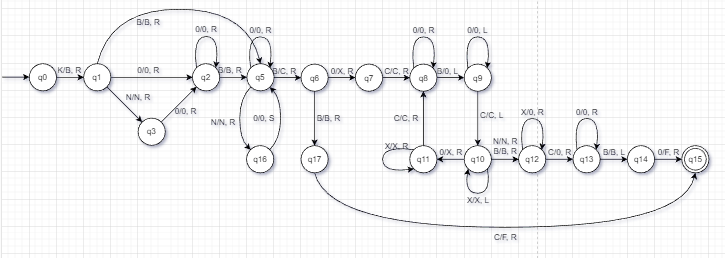 B/B, R
0/0, R
0/0, R
0/0, R
0/0, L
q0
K/B, R
q1
0/0, R
q2
B/B, R
q5
B/C, R
q6
0/X, R
q7
C/C, R
q8
B/0, L
q9
N/N, R
0/0, R
q3
N/N, R
0/0, S
B/B, R
C/C, R
C/C, L
X/0, R
0/0, R
q16
q17
X/X, R
q11
0/X, R
q10
N/N, R
B/B, R
q12
C/0, R
q13
B/B, L
q14
0/F, R
q15
X/X, L
C/F, R